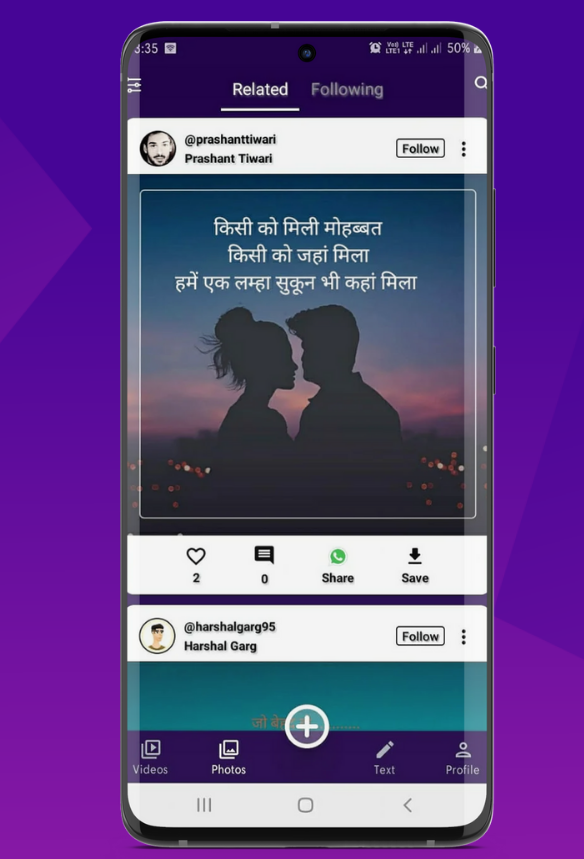 3:35 Vo) LTE LTE1 50%
Related Following
@prashanttiwari
Prashant Tiwari
Follow
किसी को मिली मोहब्बत
किसी को जहां मिला
हमें एक लम्हा सुकून भी कहां मिला
2 0 Share Save
@harshalgarg95
Harshal Garg
Follow
जो
Videos Photos Text Profile